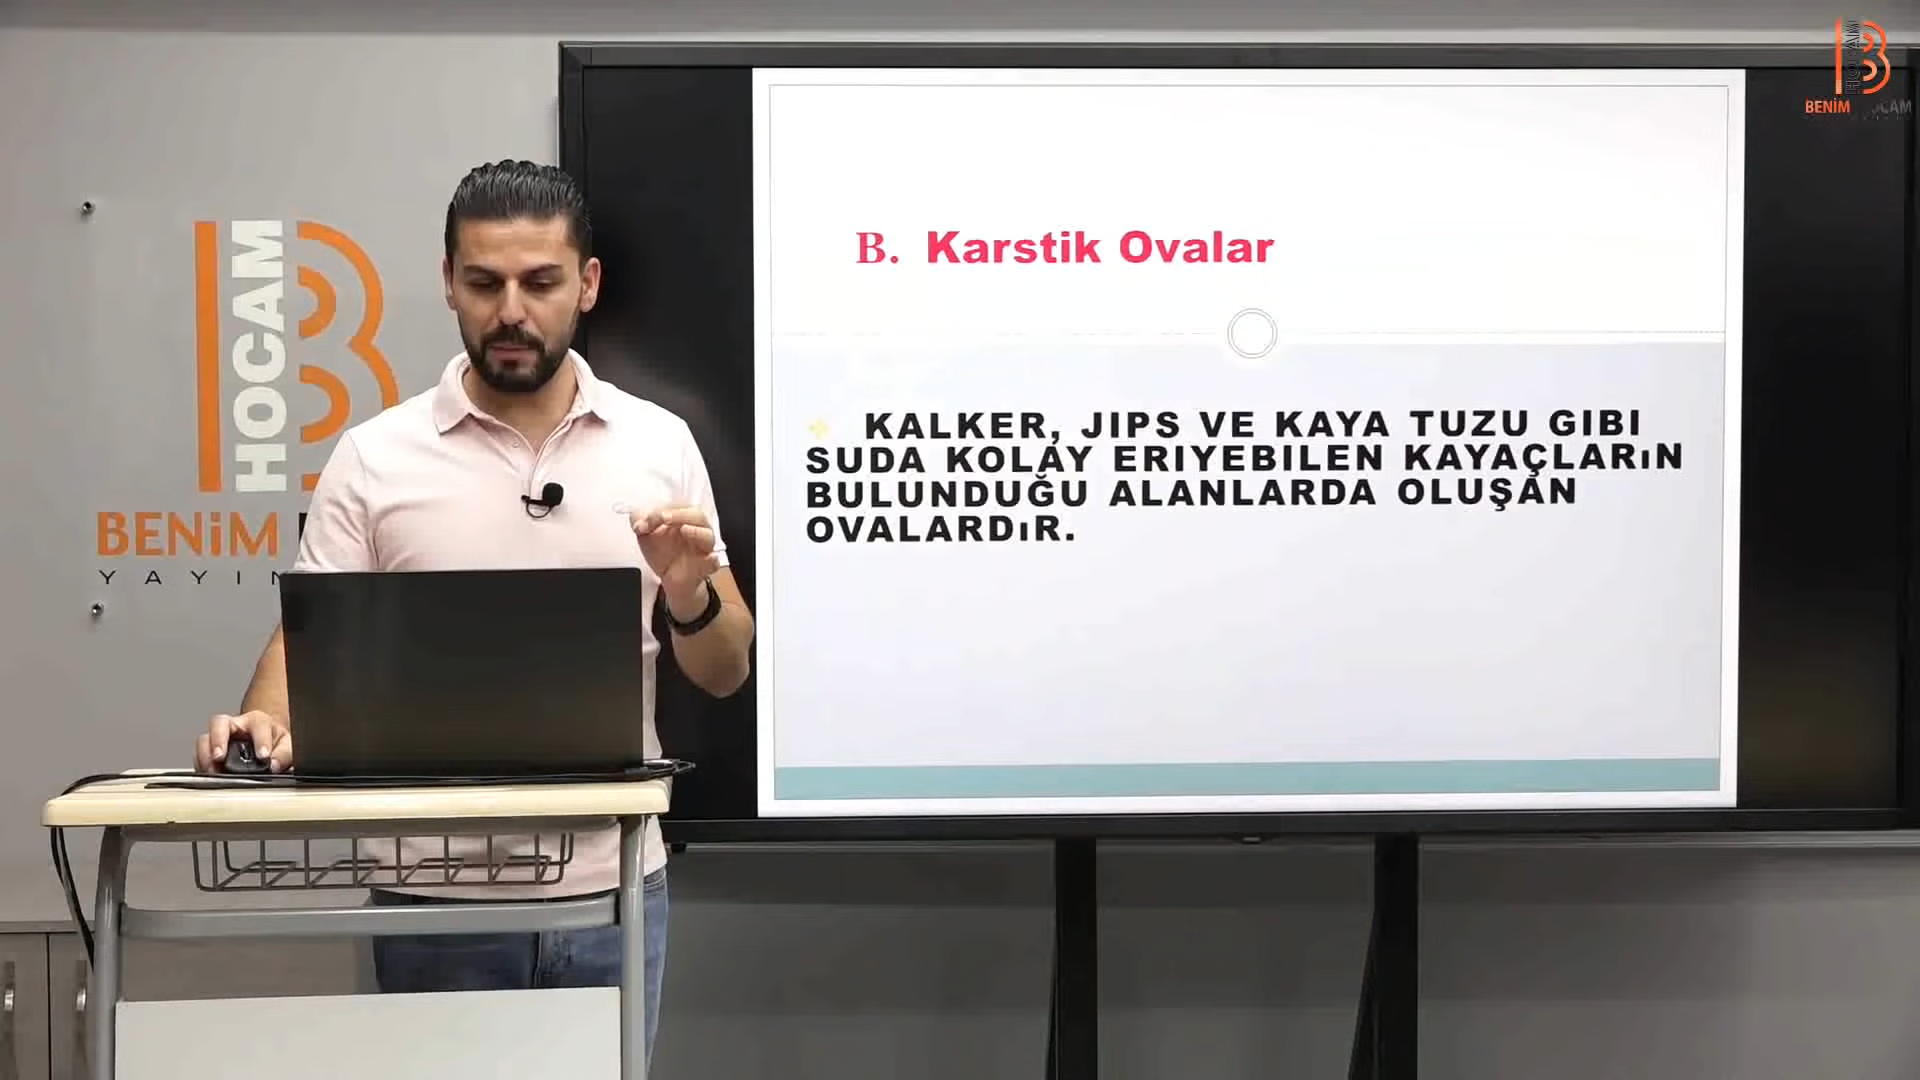 B. Karstik Ovalar
KALKER, JIPS VE KAYA TUZU GIBI
SUDA KOLAY ERIYEBILEN KAYAÇLARıN
BULUNDUĞU ALANLARDA OLUŞAN
OVALARDıR.
HOCAM
BENİM
YAYIN
HOCAM
BENİM HOCAM